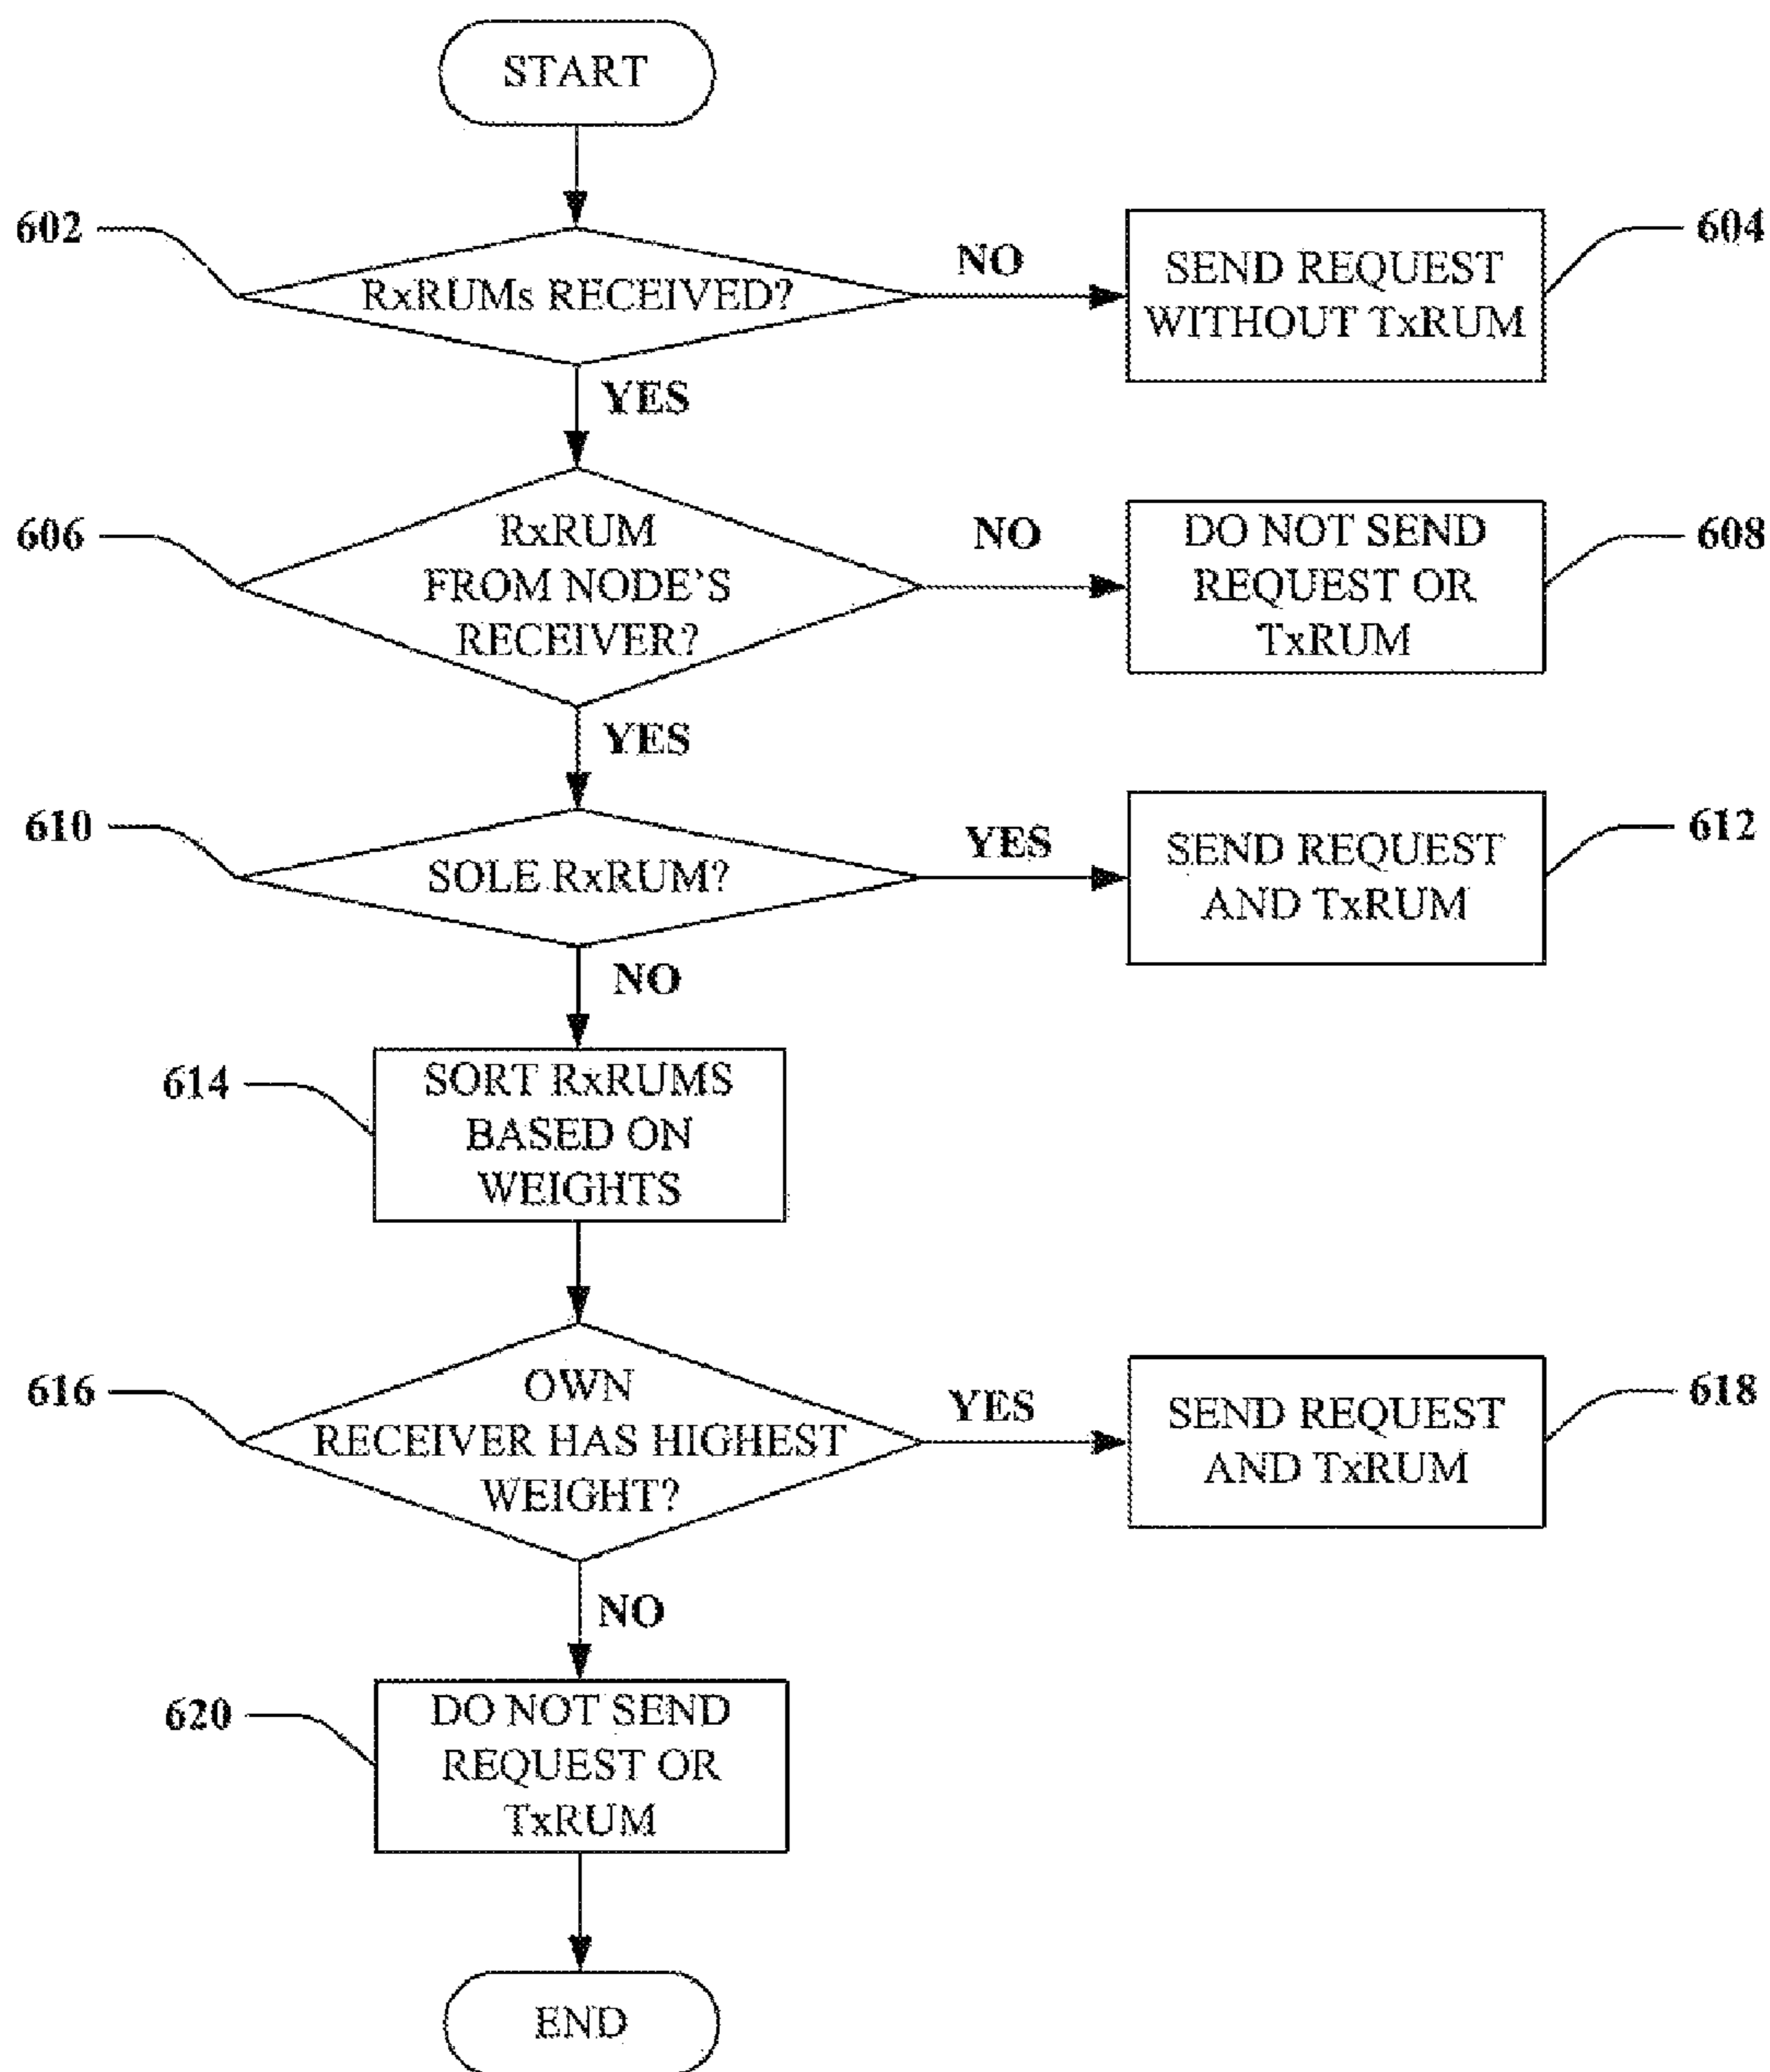 START
602
RxRUMs RECEIVED?
NO
SEND REQUEST
WITHOUT TxRUM
604
YES
606
RxRUM
FROM NODE'S
RECEIVER?
NO
DO NOT SEND
REQUEST OR
TxRUM
608
YES
610
SOLE RxRUM?
YES
SEND REQUEST
AND TxRUM
612
NO
614
SORT RxRUMS
BASED ON
WEIGHTS
616
OWN
RECEIVER HAS HIGHEST
WEIGHT?
YES
SEND REQUEST
AND TxRUM
618
NO
620
DO NOT SEND
REQUEST OR
TxRUM
END